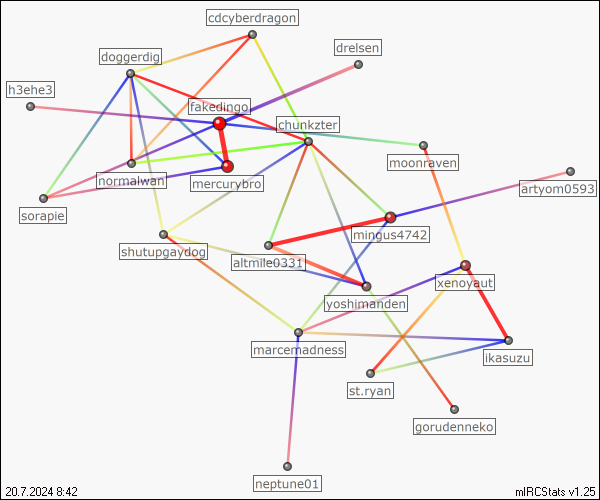 cdcyberdragon
drelsen
doggerdig
h3ehe3
fakedingo
chunkzter
moonraven
normalwan
mercurybro
artyom0593
sorapie
mingus4742
shutupgaydog
altmile0331
xenoyaut
yoshimanden
marcemadness
ikasuzu
st.ryan
gorudenneko
neptune01
20.7.2024 8:42
mIRCStats v1.25